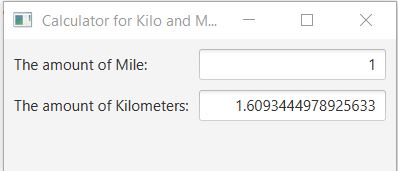 Calculator for Kilo and M...
The amount of Mile: 1
The amount of Kilometers: 1.6093444978925633